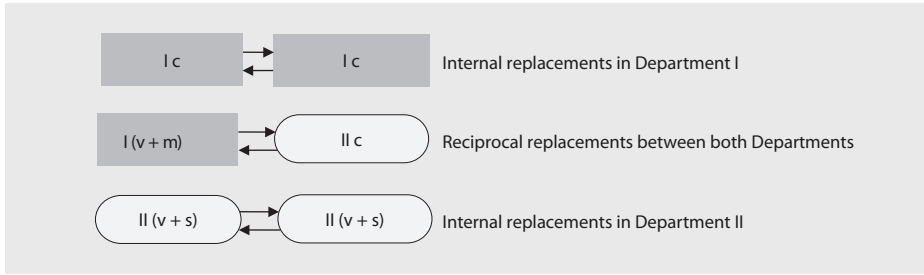 I c I c Internal replacements in Department I
I (v + m) II c Reciprocal replacements between both Departments
II (v + s) II (v + s) Internal replacements in Department II